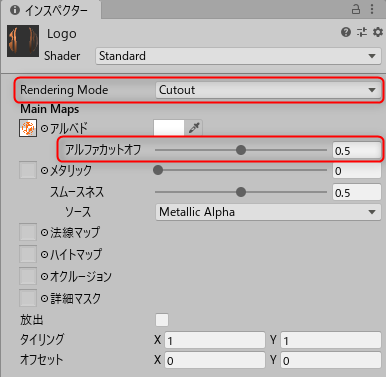 インスペクター
Logo
Shader Standard
Rendering Mode Cutout
Main Maps
アルベド
アルファカットオフ 0.5
メタリック 0
スムースネス 0.5
ソース Metallic Alpha
法線マップ
ハイトマップ
オクルージョン
詳細マスク
放出
タイリング X 1 Y 1
オフセット X 0 Y 0